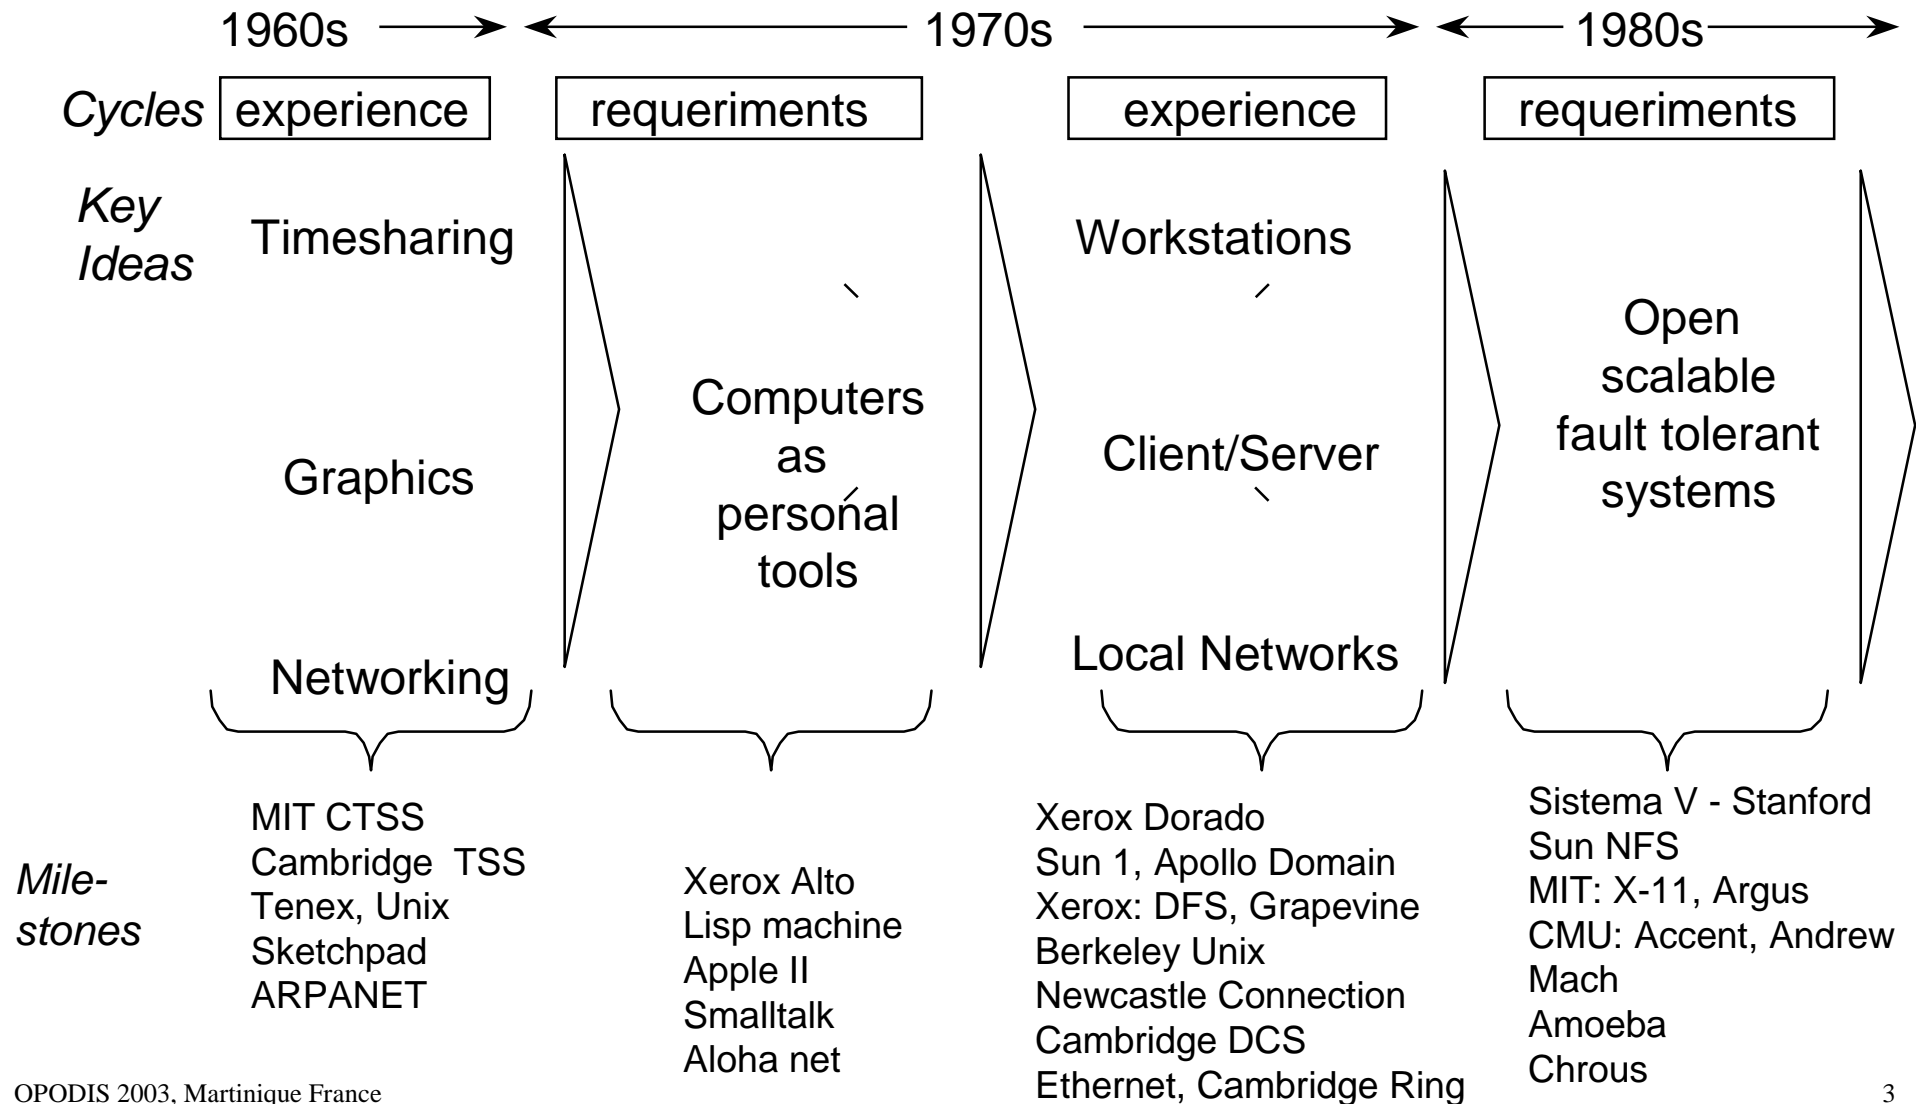 1960s
1970s
1980s
Cycles
experience
requeriments
experience
requeriments
Key
Ideas
Timesharing
Graphics
Networking
Computers
as
personal
tools
Workstations
Client/Server
Local Networks
Open
scalable
fault tolerant
systems
Mile-
stones
MIT CTSS
Cambridge TSS
Tenex, Unix
Sketchpad
ARPANET
Xerox Alto
Lisp machine
Apple II
Smalltalk
Aloha net
Xerox Dorado
Sun 1, Apollo Domain
Xerox: DFS, Grapevine
Berkeley Unix
Newcastle Connection
Cambridge DCS
Ethernet, Cambridge Ring
Sistema V - Stanford
Sun NFS
MIT: X-11, Argus
CMU: Accent, Andrew
Mach
Amoeba
Chrous
OPODIS 2003, Martinique France
3